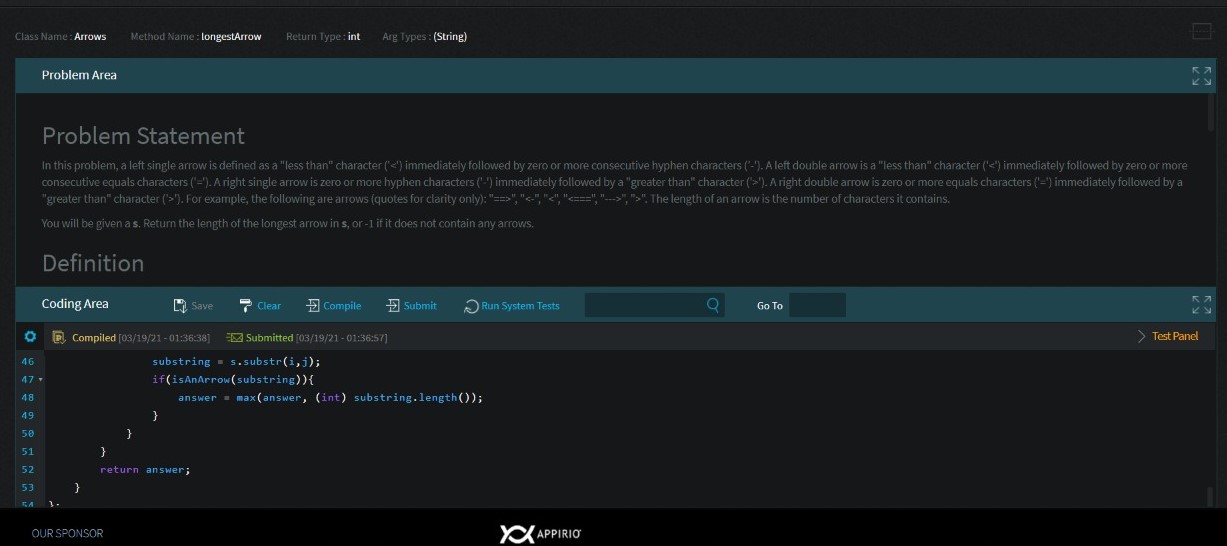 Class Name : Arrows Method Name : longestArrow Return Type : int Arg Types : (String)
Problem Area
Problem Statement
In this problem, a left single arrow is defined as a "less than" character ('<') immediately followed by zero or more consecutive hyphen characters ('-'). A left double arrow is a "less than" character ('<') immediately followed by zero or more
consecutive equals characters ('='). A right single arrow is zero or more hyphen characters ('-') immediately followed by a "greater than" character ('>'). A right double arrow is zero or more equals characters ('=') immediately followed by a
"greater than" character ('>'). For example, the following are arrows (quotes for clarity only): "==>", "<-", "<", "<===", "--->", ">". The length of an arrow is the number of characters it contains.
You will be given a s. Return the length of the longest arrow in s, or -1 if it does not contain any arrows.
Definition
Coding Area Save Clear Compile Submit Run System Tests Go To
Compiled [03/19/21 - 01:36:38] Submitted [03/19/21 - 01:36:57] Test Panel
46 substring = s.substr(i,j);
47 if(isAnArrow(substring)){
48 answer = max(answer, (int) substring.length());
49 }
50 }
51 }
52 return answer;
53 }
54 };
OUR SPONSOR APPIRIO